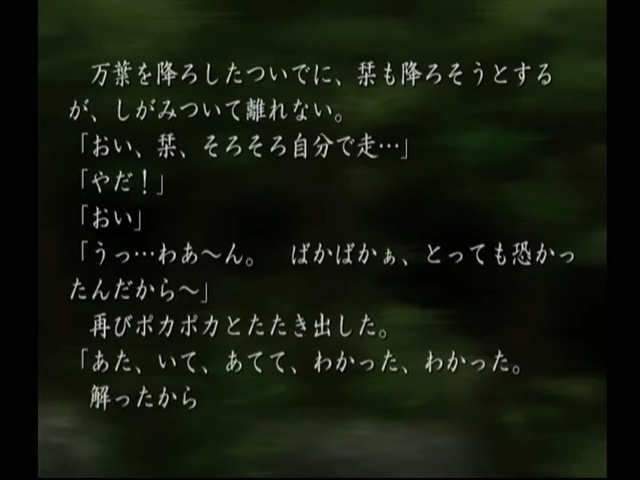 万葉を降ろしたついでに、栞も降ろそうとする
が、しがみついて離れない。
「おい、栞、そろそろ自分で走…」
「やだ！」
「おい」
「うっ…わあ～ん。　ばかばかぁ、とっても恐かっ
たんだから～」
　再びポカポカとたたき出した。
「あた、いて、あてて、わかった、わかった。
　解ったから